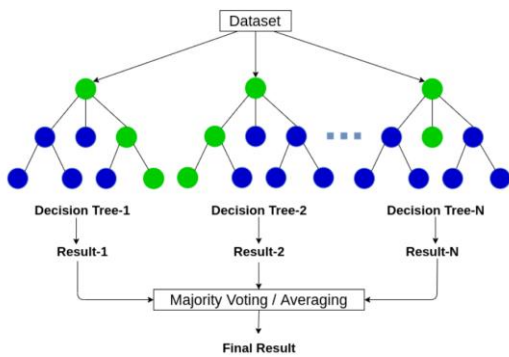 Dataset
Decision Tree-1
Decision Tree-2
Decision Tree-N
Result-1
Result-2
Result-N
Majority Voting / Averaging
Final Result